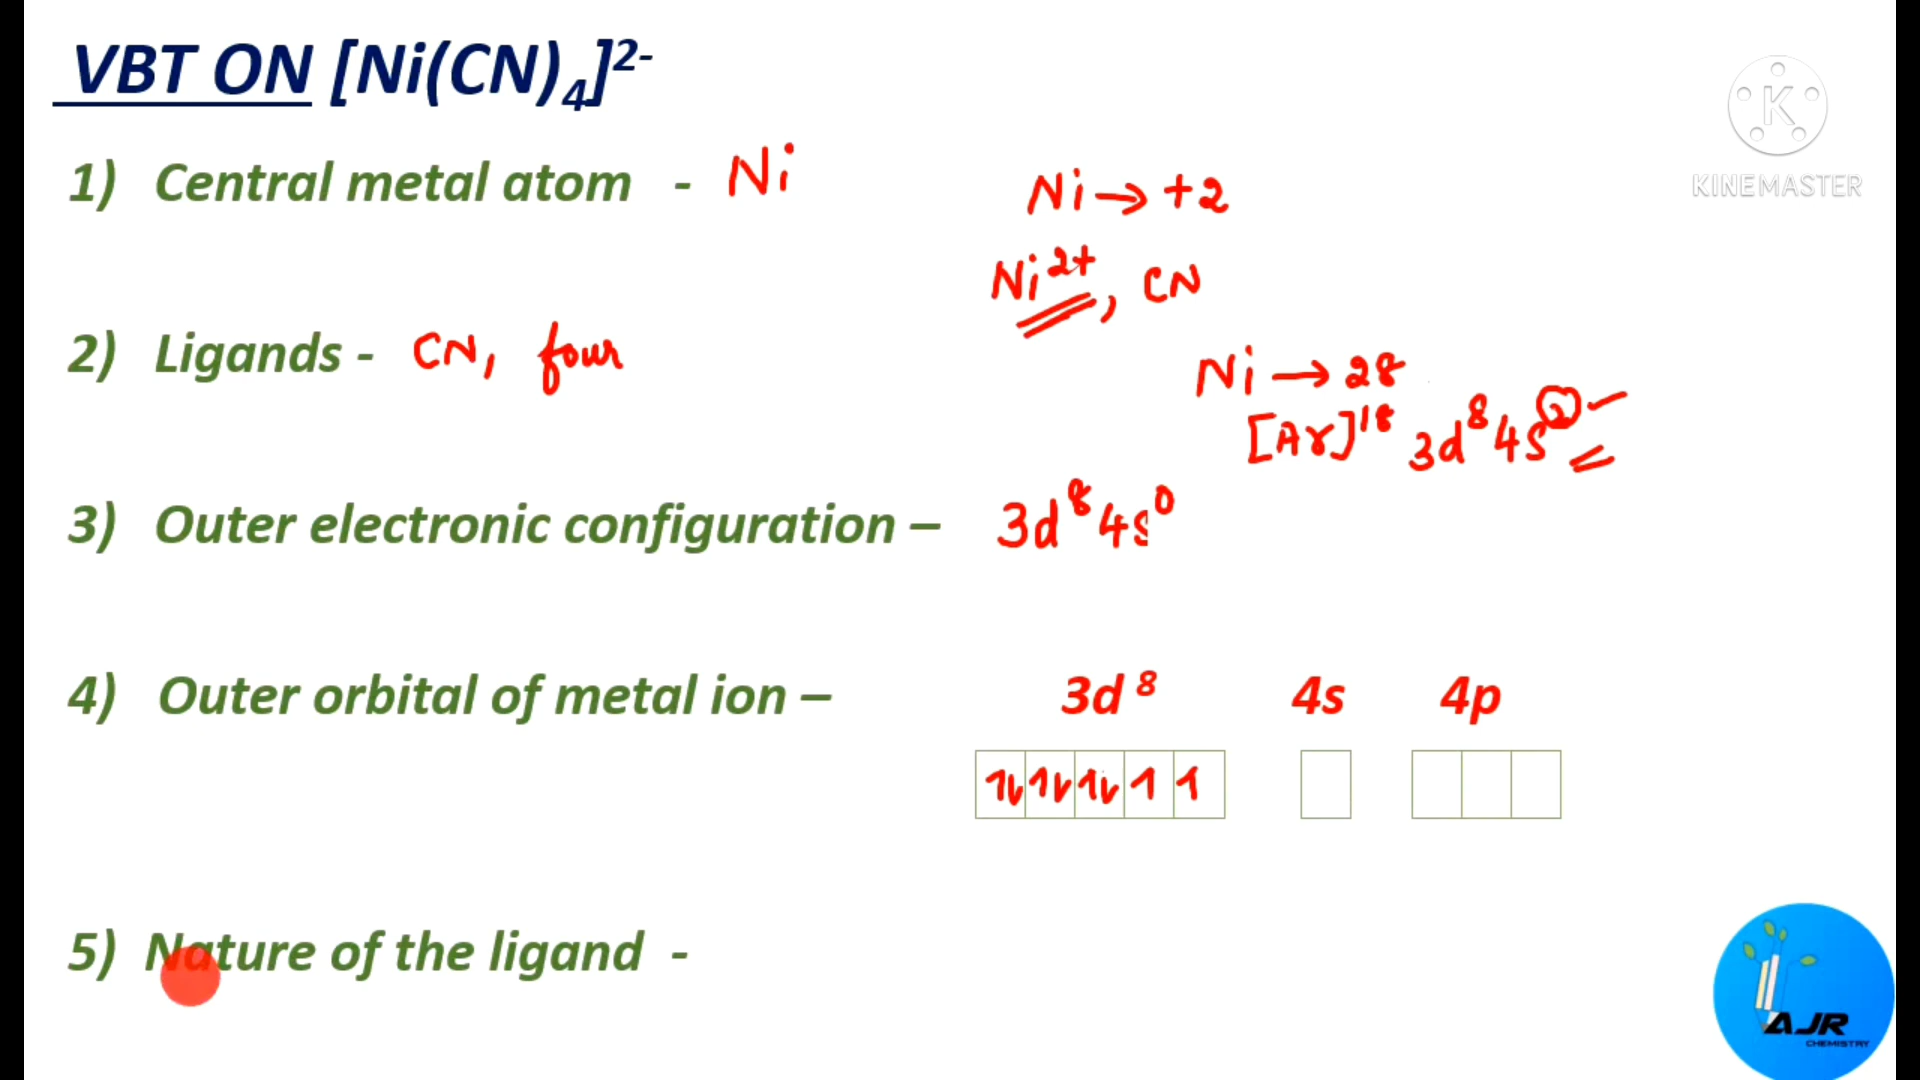 VBT ON [Ni(CN)₄]²⁻
1) Central metal atom - Ni
Ni → +2
KINEMASTER
Ni²⁺, CN
2) Ligands - CN, four
Ni → 28
[Ar]¹⁸ 3d⁸ 4s²
3) Outer electronic configuration – 3d⁸ 4s⁰
4) Outer orbital of metal ion – 3d⁸ 4s 4p
↿⇂ ↿⇂ ↿⇂ ↿ ↿
5) Nature of the ligand -
AJR
CHEMISTRY